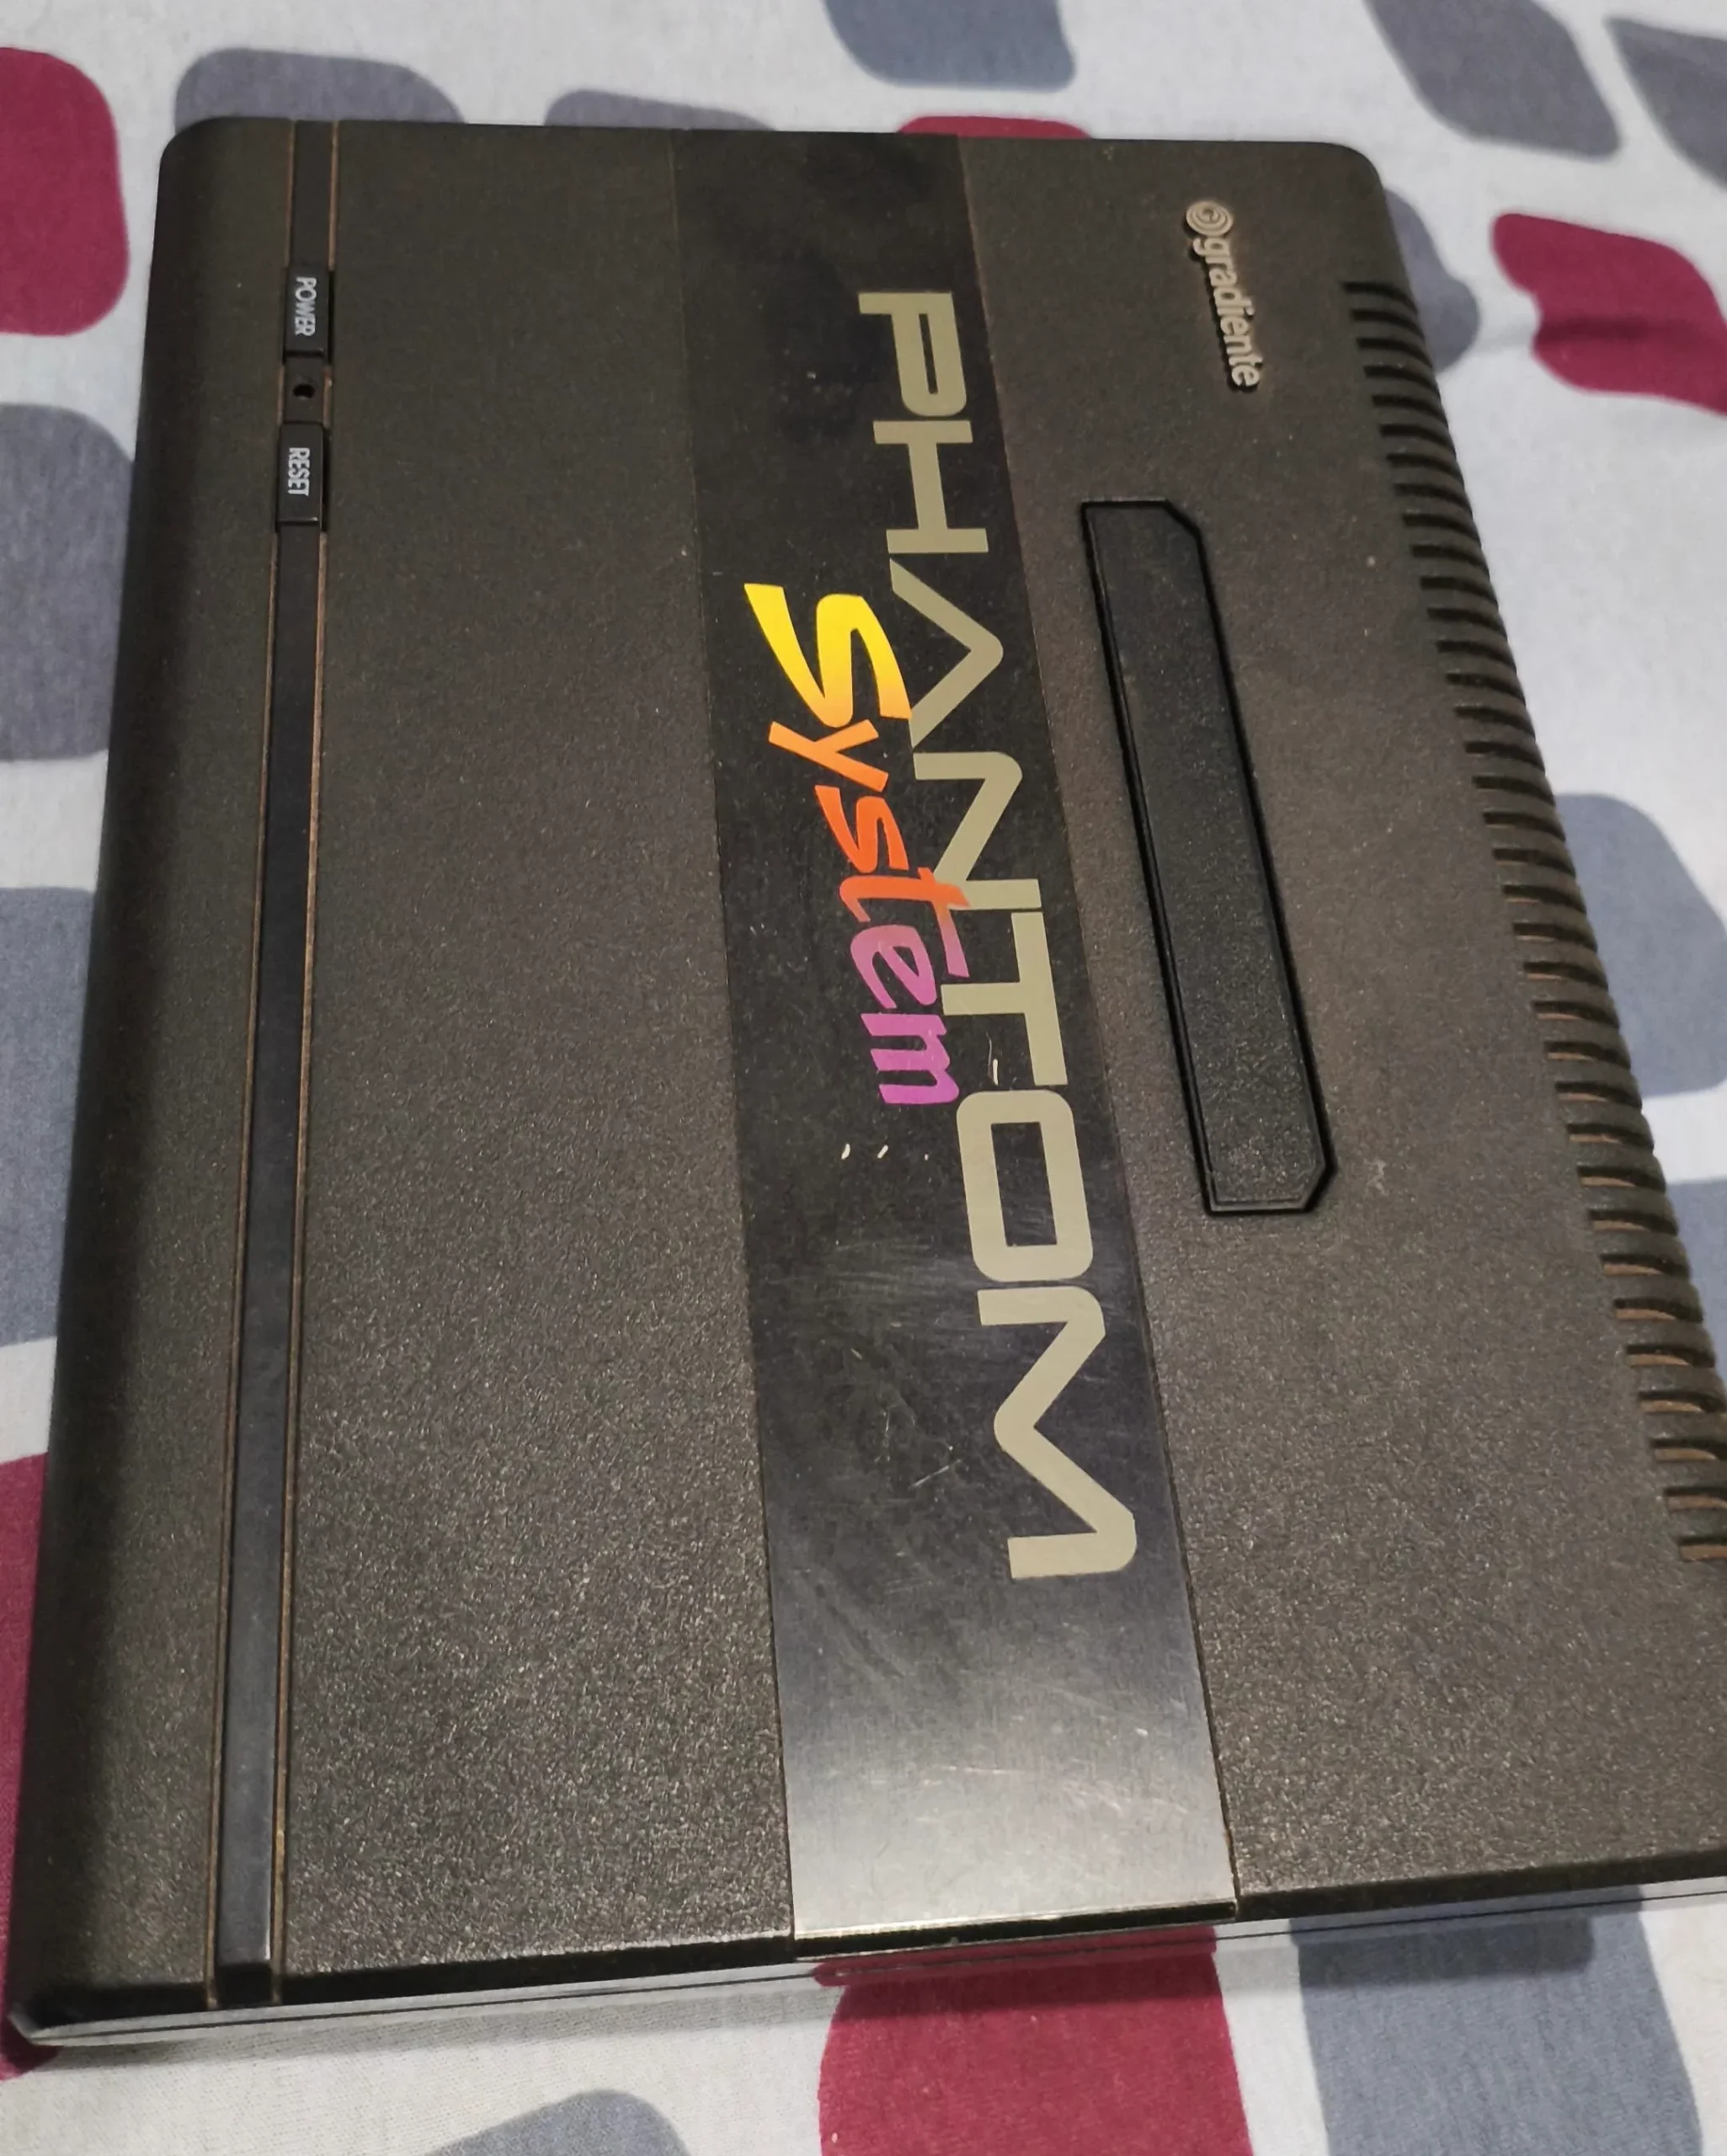 gradiente
PHANTOM
System
POWER
RESET